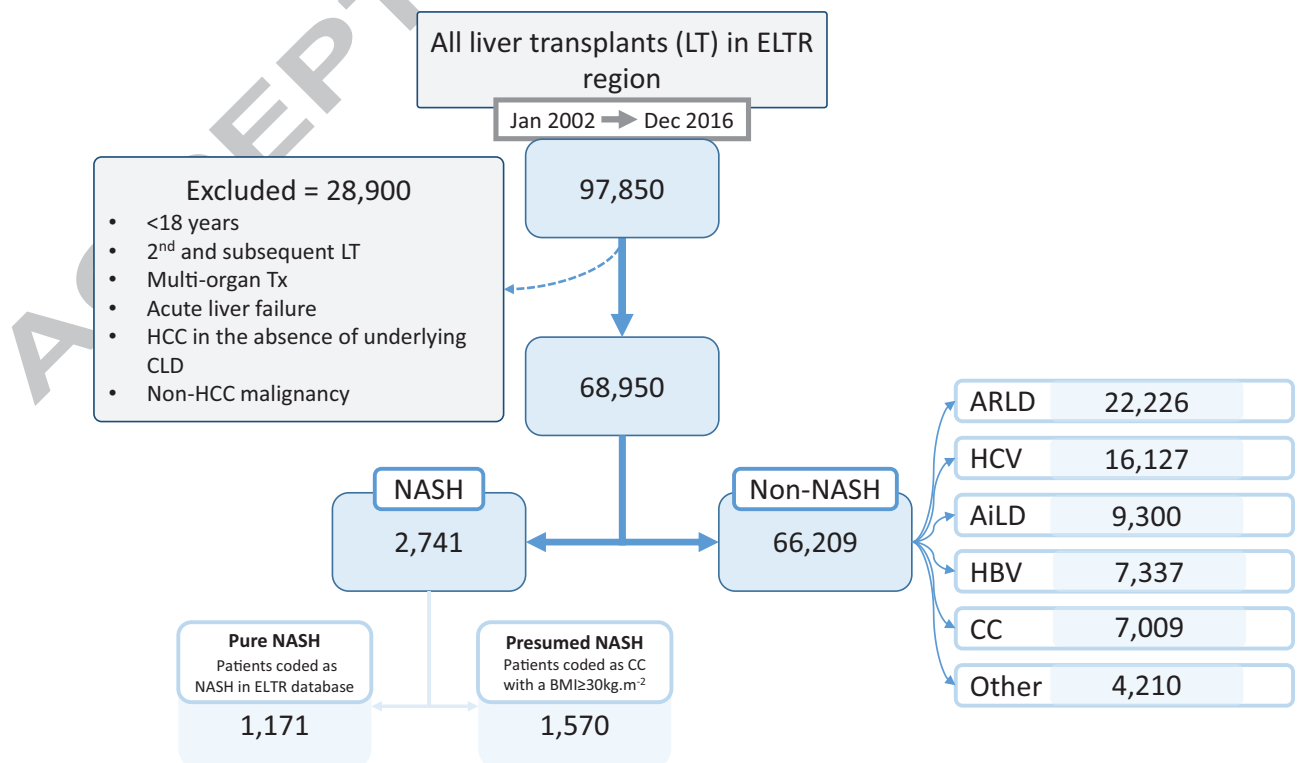 All liver transplants (LT) in ELTR
region
Jan 2002 → Dec 2016
97,850
Excluded = 28,900
• <18 years
• 2nd and subsequent LT
• Multi-organ Tx
• Acute liver failure
• HCC in the absence of underlying
CLD
• Non-HCC malignancy
68,950
NASH
2,741
Non-NASH
66,209
ARLD 22,226
HCV 16,127
AiLD 9,300
HBV 7,337
CC 7,009
Other 4,210
Pure NASH
Patients coded as
NASH in ELTR database
1,171
Presumed NASH
Patients coded as CC
with a BMI≥30kg.m-2
1,570